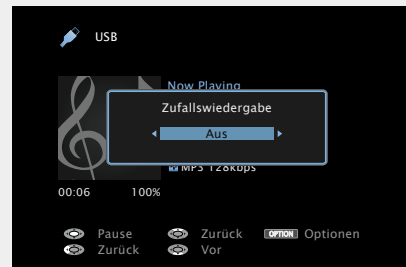 USB
Now Playing
Zufallswiedergabe
Aus
MP3 128kbps
00:06 100%
Pause Zurück OPTION Optionen
Zurück Vor